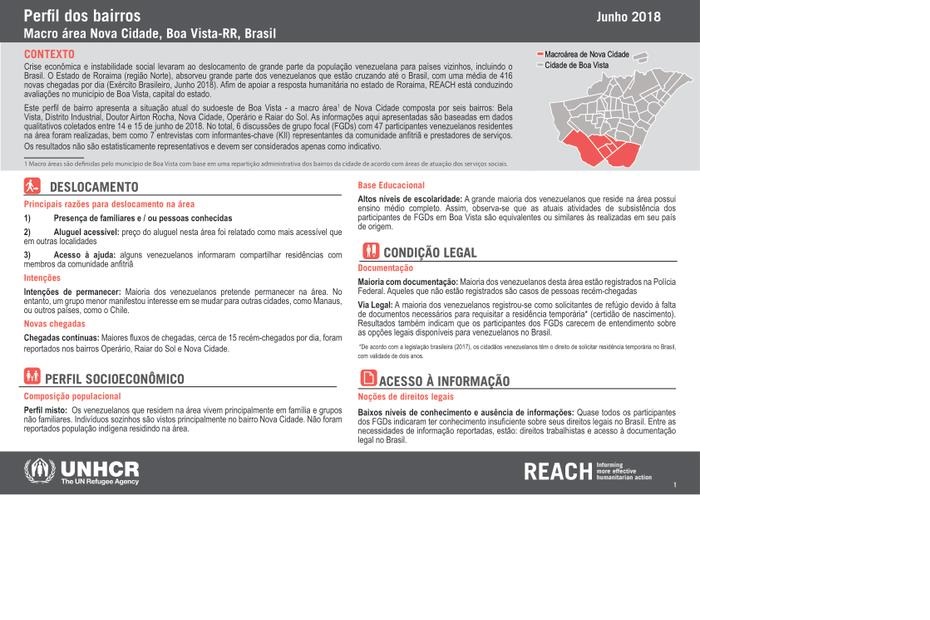 Perfil dos bairros
Junho 2018
Macro área Nova Cidade, Boa Vista-RR, Brasil
CONTEXTO
Crise econômica e instabilidade social levaram ao deslocamento de grande parte da população venezuelana para países vizinhos, incluindo o
Brasil. O Estado de Roraima (região Norte), absorveu grande parte dos venezuelanos que estão cruzando até o Brasil, com uma média de 416
novas chegadas por dia (Exército Brasileiro, Junho 2018). Afim de apoiar a resposta humanitária no estado de Roraima, REACH está conduzindo
avaliações no município de Boa Vista, capital do estado.
Este perfil de bairro apresenta a situação atual do sudoeste de Boa Vista - a macro área¹ de Nova Cidade composta por seis bairros: Bela
Vista, Distrito Industrial, Doutor Airton Rocha, Nova Cidade, Operário e Raiar do Sol. As informações aqui apresentadas são baseadas em dados
qualitativos coletados entre 14 e 15 de junho de 2018. No total, 6 discussões de grupo focal (FGDs) com 47 participantes venezuelanos residentes
na área foram realizadas, bem como 7 entrevistas com informantes-chave (KII) representantes da comunidade anfitriã e prestadores de serviços.
Os resultados não são estatisticamente representativos e devem ser considerados apenas como indicativo.
1 Macro áreas são definidas pelo município de Boa Vista com base em uma repartição administrativa dos bairros da cidade de acordo com áreas de atuação dos serviços sociais.
Macroárea de Nova Cidade
Cidade de Boa Vista
DESLOCAMENTO
Principais razões para deslocamento na área
1) Presença de familiares e / ou pessoas conhecidas
2) Aluguel acessível: preço do aluguel nesta área foi relatado como mais acessível que
em outras localidades
3) Acesso à ajuda: alguns venezuelanos informaram compartilhar residências com
membros da comunidade anfitriã
Intenções
Intenções de permanecer: Maioria dos venezuelanos pretende permanecer na área. No
entanto, um grupo menor manifestou interesse em se mudar para outras cidades, como Manaus,
ou outros países, como o Chile.
Novas chegadas
Chegadas contínuas: Maiores fluxos de chegadas, cerca de 15 recém-chegados por dia, foram
reportados nos bairros Operário, Raiar do Sol e Nova Cidade.
PERFIL SOCIOECONÔMICO
Composição populacional
Perfil misto: Os venezuelanos que residem na área vivem principalmente em família e grupos
não familiares. Indivíduos sozinhos são vistos principalmente no bairro Nova Cidade. Não foram
reportados população indígena residindo na área.
Base Educacional
Altos níveis de escolaridade: A grande maioria dos venezuelanos que reside na área possui
ensino médio completo. Assim, observa-se que as atuais atividades de subsistência dos
participantes de FGDs em Boa Vista são equivalentes ou similares às realizadas em seu país
de origem.
CONDIÇÃO LEGAL
Documentação
Maioria com documentação: Maioria dos venezuelanos desta área estão registrados na Polícia
Federal. Aqueles que não estão registrados são casos de pessoas recém-chegadas
Via Legal: A maioria dos venezuelanos registrou-se como solicitantes de refúgio devido à falta
de documentos necessários para requisitar a residência temporária* (certidão de nascimento).
Resultados também indicam que os participantes dos FGDs carecem de entendimento sobre
as opções legais disponíveis para venezuelanos no Brasil.
*De acordo com a legislação brasileira (2017), os cidadãos venezuelanos têm o direito de solicitar residência temporária no Brasil,
com validade de dois anos.
ACESSO À INFORMAÇÃO
Noções de direitos legais
Baixos níveis de conhecimento e ausência de informações: Quase todos os participantes
dos FGDs indicaram ter conhecimento insuficiente sobre seus direitos legais no Brasil. Entre as
necessidades de informação reportadas, estão: direitos trabalhistas e acesso à documentação
legal no Brasil.
UNHCR
The UN Refugee Agency
REACH
Informing
more effective
humanitarian action
1